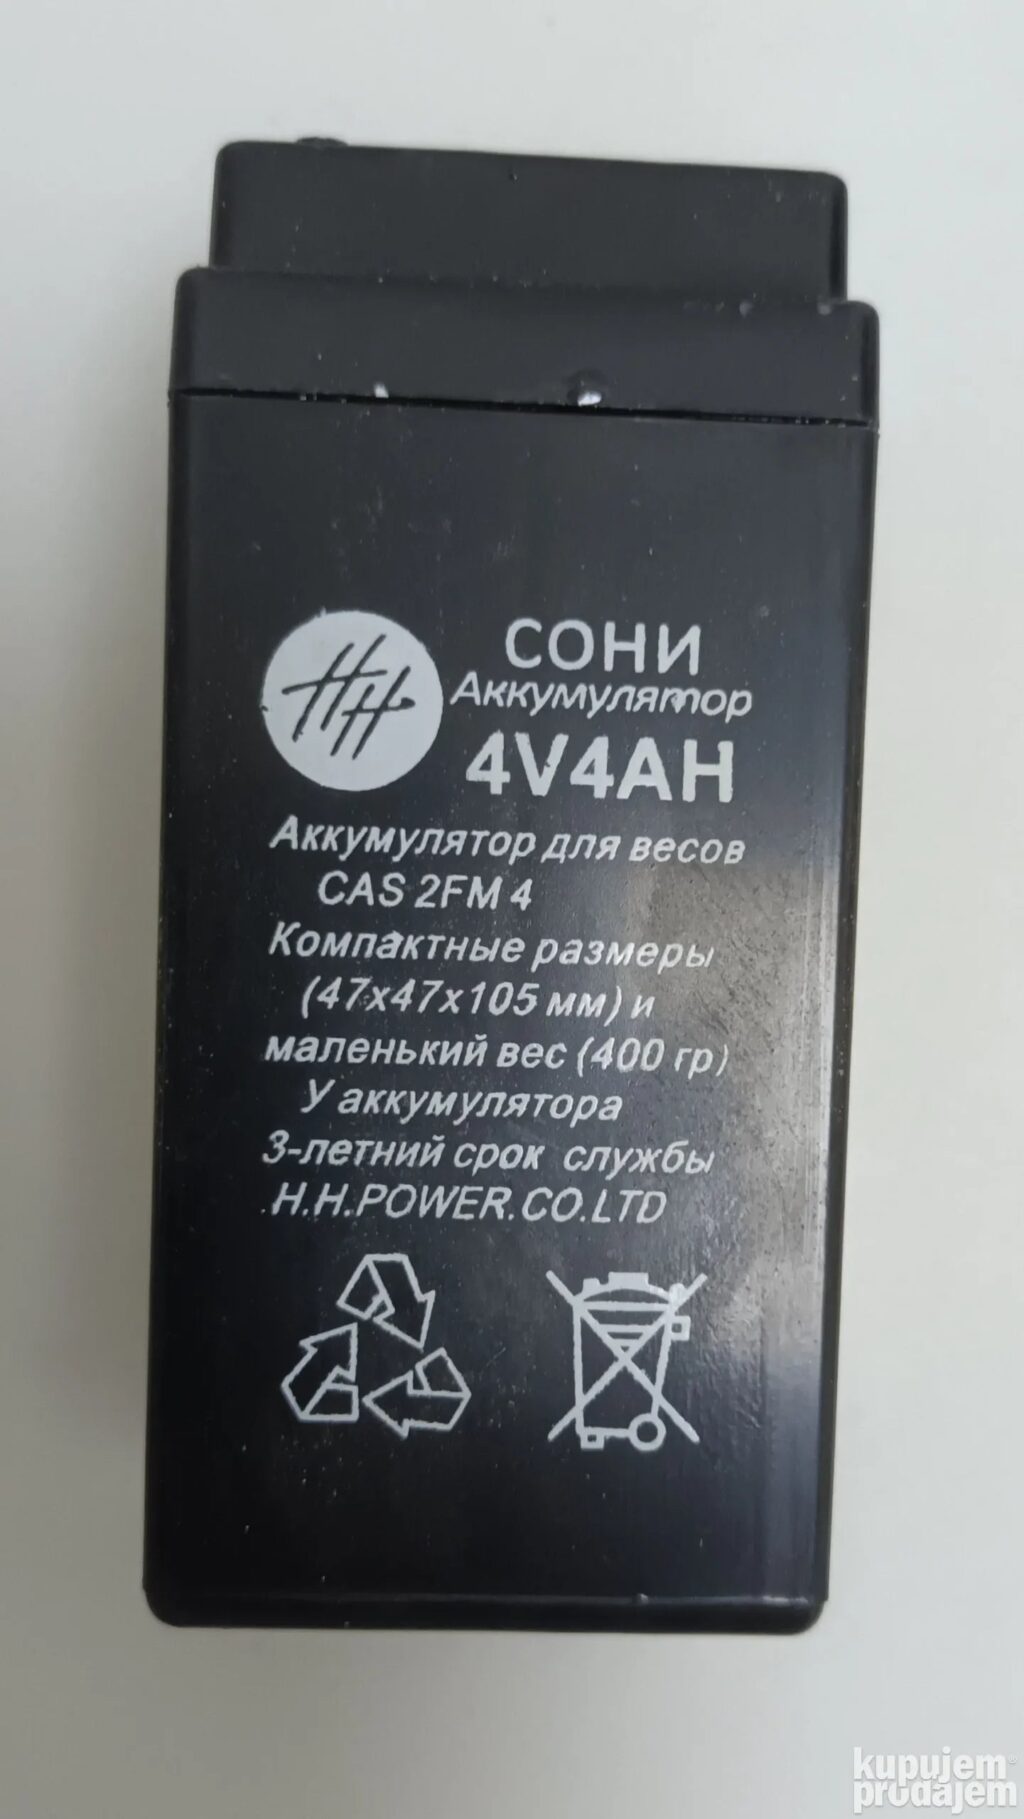 HH
СОНИ
Аккумулятор
4V4AH
Аккумулятор для весов
CAS 2FM 4
Компактные размеры
(47x47x105 мм) и
маленький вес (400 гр)
У аккумулятора
3-летний срок службы
.H.H.POWER.CO.LTD
kupujem
prodajem